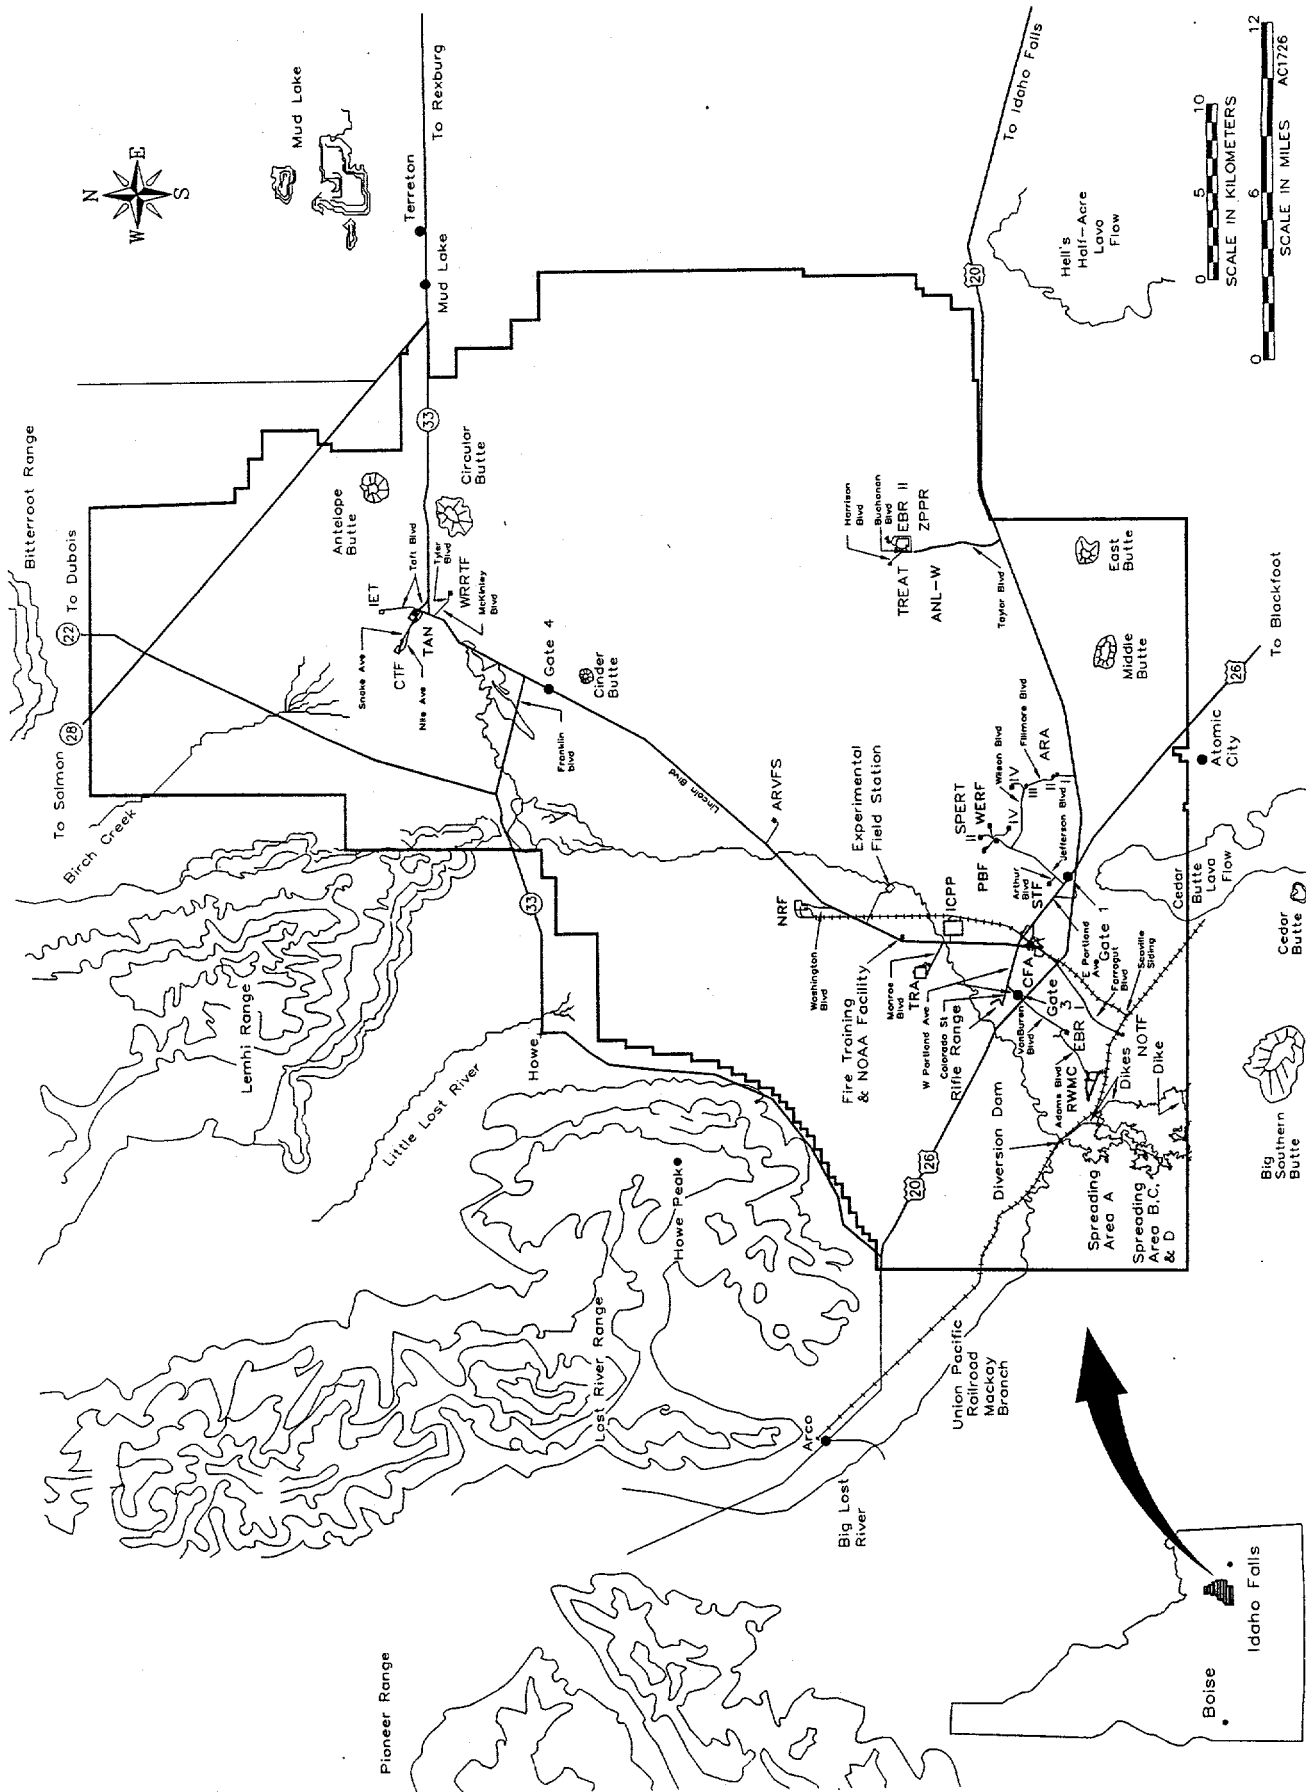 Bitterroot Range
To Salmon
28
22
To Dubois
Birch Creek
N
W
E
S
Mud Lake
Terreton
To Rexburg
Mud Lake
Antelope
Butte
33
Circular
Butte
IET
Taft Blvd
Tyler
Blvd
WRRTF
McKinley
Blvd
Snake Ave
CTF
Nile Ave
TAN
Gate 4
Cinder
Butte
Franklin
blvd
Lincoln Blvd
33
Lemhi Range
Howe
Little Lost River
Howe Peak
Lost River Range
Pioneer Range
Arco
Big Lost
River
Union Pacific
Railroad
Mackay
Branch
ARVFS
Experimental
Field Station
NRF
Washington
Blvd
Fire Training
& NOAA Facility
Monroe
Blvd
TRA
ICPP
W Portland Ave
Colorado St
Rifle Range
CFA
VanBuren
Blvd
Gate
3
EBR I
Adams Blvd
RWMC
Diversion Dam
Dikes
NOTF
Dike
Spreading
Area A
Spreading
Area B,C,
& D
20
26
E Portland
Ave
Gate 1
Farragut
Blvd
Scoville
Siding
Arthur
Blvd
STF
Jefferson Blvd
PBF
SPERT
II
WERF
IV
Wilson Blvd
IV
III
Fillmore Blvd
ARA
II
I
Harrison
Blvd
Buchanan
Blvd
EBR II
ZPPR
TREAT
ANL-W
Taylor Blvd
East
Butte
Middle
Butte
To Blackfoot
26
Atomic
City
Cedar
Butte Lava
Flow
Cedar
Butte
Big
Southern
Butte
20
To Idaho Falls
Hell's
Half-Acre
Lava
Flow
0 5 10
SCALE IN KILOMETERS
0 6 12
SCALE IN MILES
AC1726
Boise
Idaho Falls